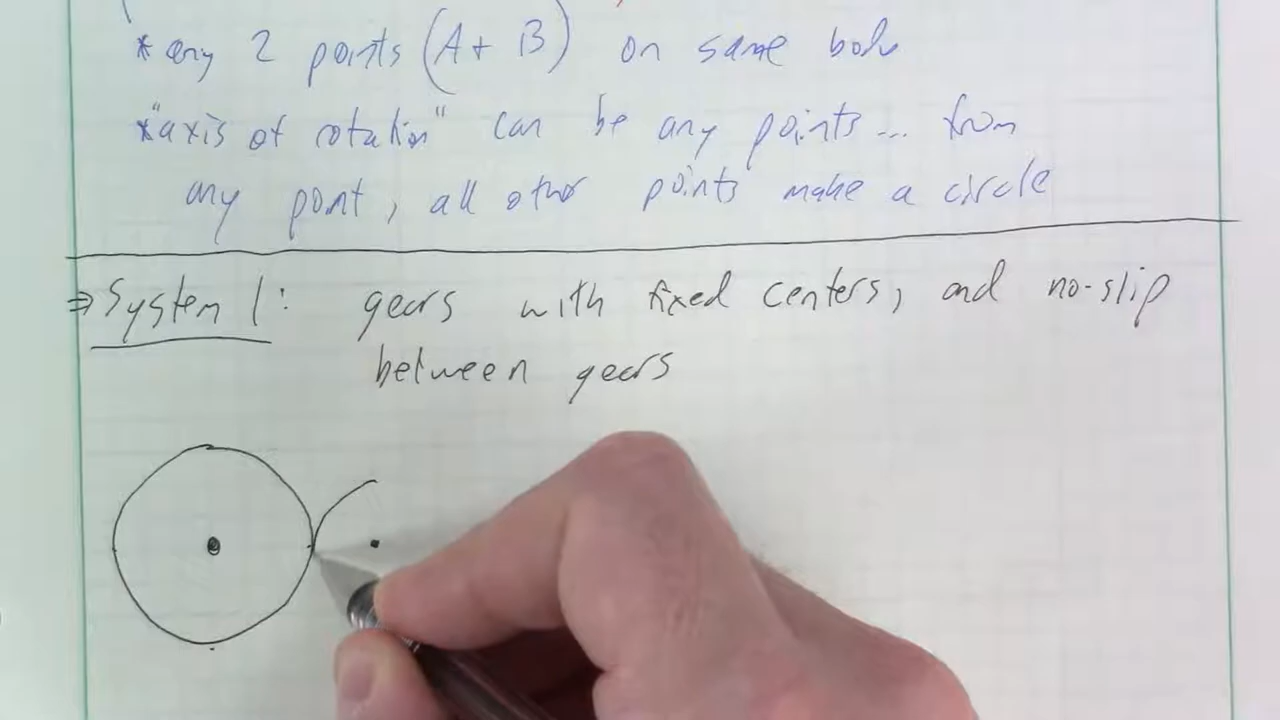 * any 2 points (A + B) on same body
* "axis of rotation" can be any points... from
any point, all other points make a circle
⇒ System 1: gears with fixed centers, and no-slip
between gears